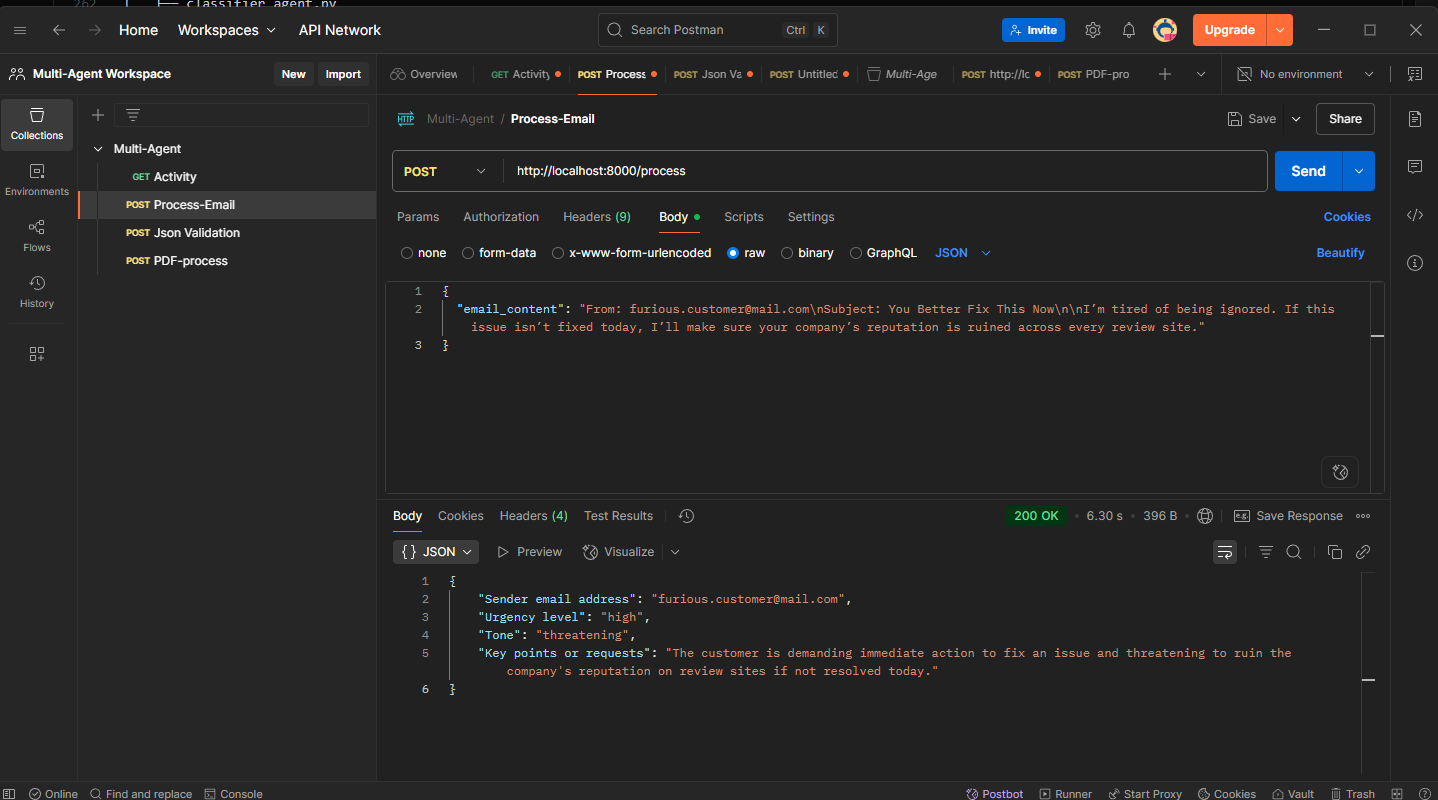 262 │ ├── classifier_agent.py
Home Workspaces API Network Search Postman Ctrl K Invite Upgrade
Multi-Agent Workspace New Import
Overview GET Activity POST Process POST Json Va POST Untitled Multi-Age POST http://lc POST PDF-pro No environment
Collections
Environments
Flows
History
Multi-Agent
GET Activity
POST Process-Email
POST Json Validation
POST PDF-process
HTTP Multi-Agent / Process-Email Save Share
POST http://localhost:8000/process Send
Params Authorization Headers (9) Body Scripts Settings Cookies
none form-data x-www-form-urlencoded raw binary GraphQL JSON Beautify
1 {
2 "email_content": "From: furious.customer@mail.com\nSubject: You Better Fix This Now\n\nI’m tired of being ignored. If this
issue isn’t fixed today, I’ll make sure your company’s reputation is ruined across every review site."
3 }
Body Cookies Headers (4) Test Results 200 OK • 6.30 s • 396 B • e.g. Save Response
{} JSON Preview Visualize
1 {
2 "Sender email address": "furious.customer@mail.com",
3 "Urgency level": "high",
4 "Tone": "threatening",
5 "Key points or requests": "The customer is demanding immediate action to fix an issue and threatening to ruin the
company's reputation on review sites if not resolved today."
6 }
Online Find and replace Console Postbot Runner Start Proxy Cookies Vault Trash